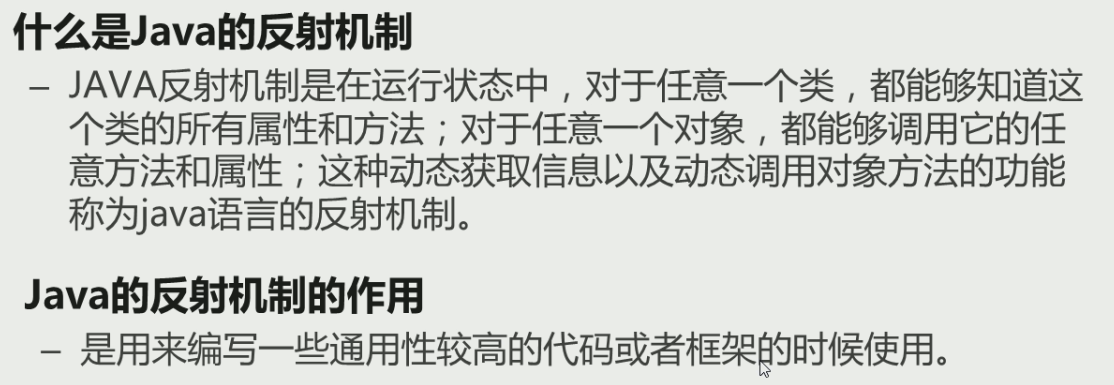 什么是Java的反射机制
– JAVA反射机制是在运行状态中，对于任意一个类，都能够知道这
个类的所有属性和方法；对于任意一个对象，都能够调用它的任
意方法和属性；这种动态获取信息以及动态调用对象方法的功能
称为java语言的反射机制。
Java的反射机制的作用
– 是用来编写一些通用性较高的代码或者框架的时候使用。